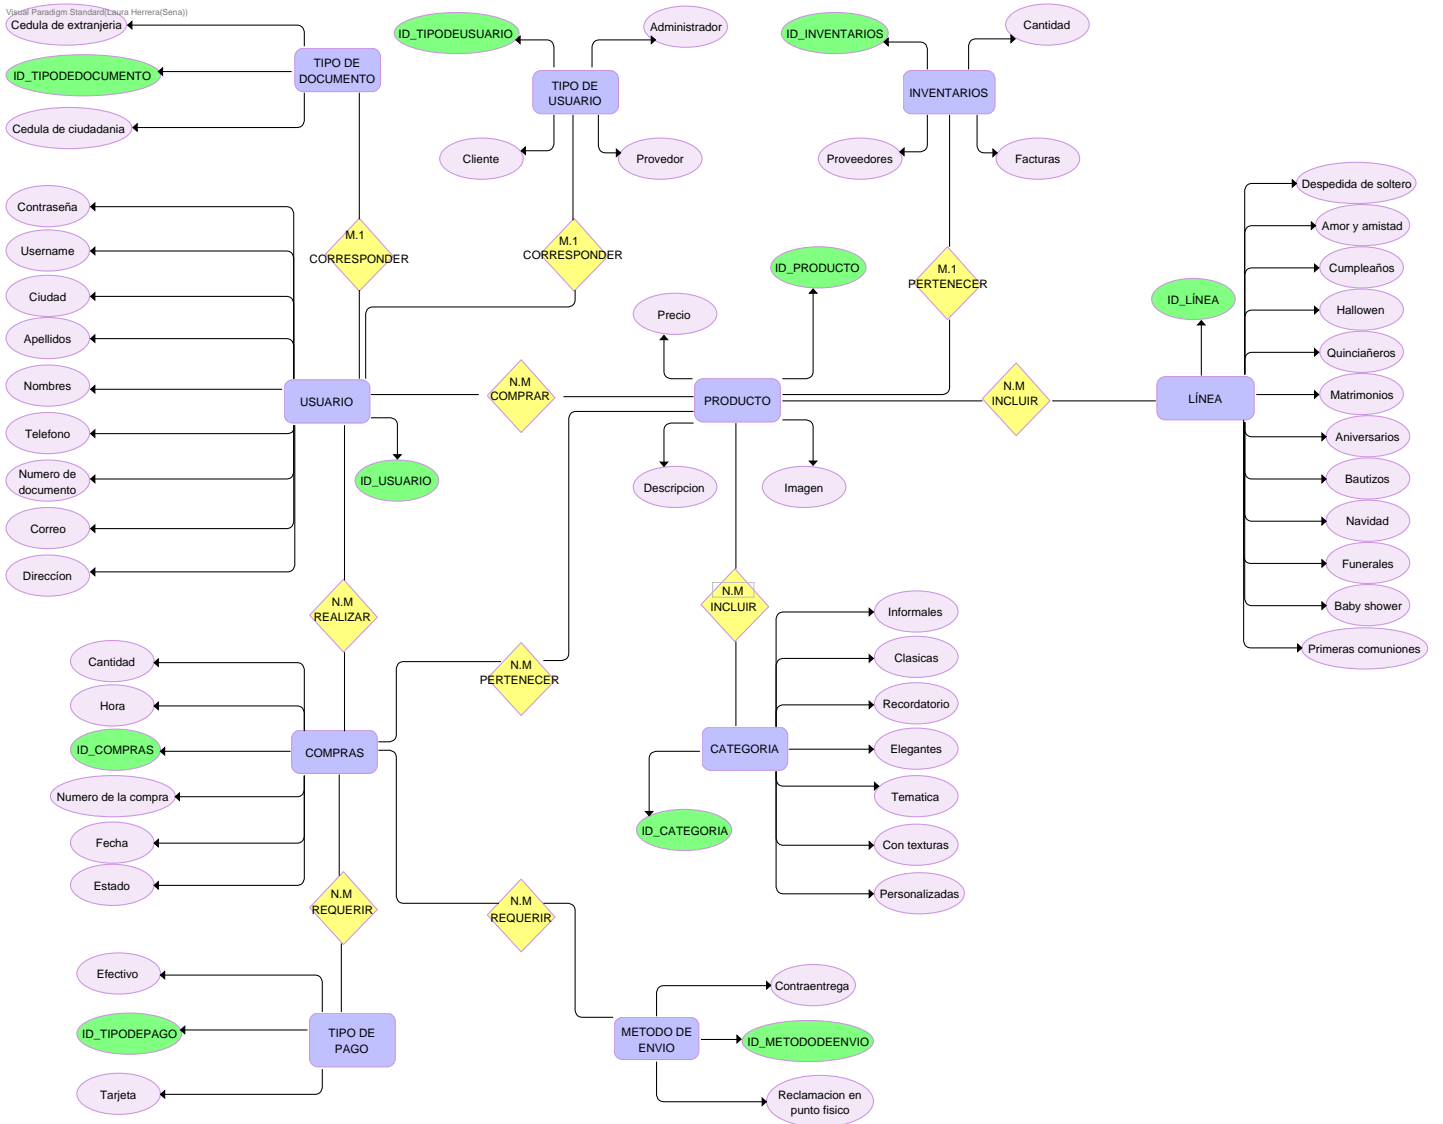 Visual Paradigm Standard(Laura Herrera(Sena))
Cedula de extranjeria
ID_TIPODEDOCUMENTO
Cedula de ciudadania
TIPO DE
DOCUMENTO
ID_TIPODEUSUARIO
Administrador
TIPO DE
USUARIO
Cliente
Provedor
ID_INVENTARIOS
Cantidad
INVENTARIOS
Proveedores
Facturas
M.1
CORRESPONDER
M.1
CORRESPONDER
M.1
PERTENECER
Contraseña
Username
Ciudad
Apellidos
Nombres
Telefono
Numero de
documento
Correo
Direccíon
USUARIO
ID_USUARIO
N.M
COMPRAR
Precio
ID_PRODUCTO
PRODUCTO
Descripcion
Imagen
N.M
INCLUIR
ID_LÍNEA
LÍNEA
Despedida de soltero
Amor y amistad
Cumpleaños
Hallowen
Quinciañeros
Matrimonios
Aniversarios
Bautizos
Navidad
Funerales
Baby shower
Primeras comuniones
N.M
REALIZAR
N.M
PERTENECER
N.M
INCLUIR
Cantidad
Hora
ID_COMPRAS
Numero de la compra
Fecha
Estado
COMPRAS
CATEGORIA
ID_CATEGORIA
Informales
Clasicas
Recordatorio
Elegantes
Tematica
Con texturas
Personalizadas
N.M
REQUERIR
N.M
REQUERIR
Efectivo
ID_TIPODEPAGO
Tarjeta
TIPO DE
PAGO
METODO DE
ENVIO
Contraentrega
ID_METODODEENVIO
Reclamacion en
punto fisico